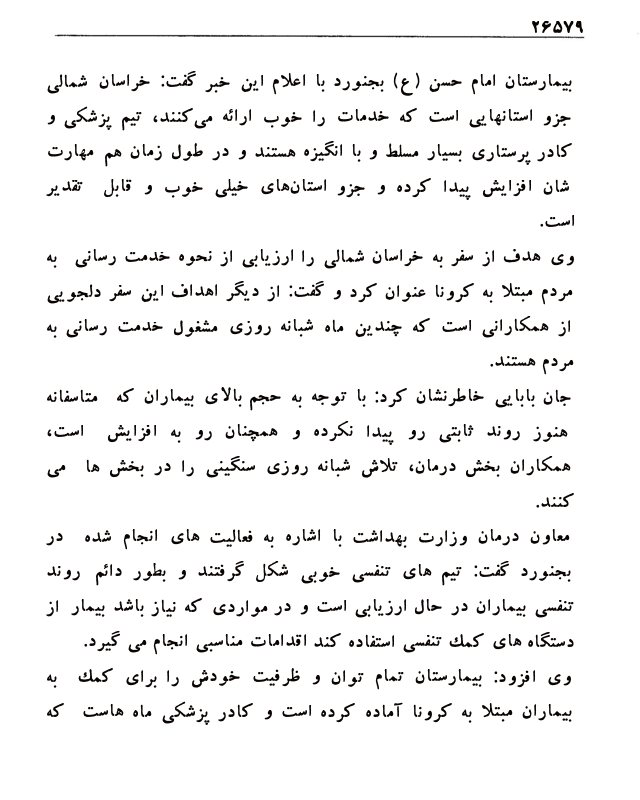 ۲۶۵۷۹
بیمارستان امام حسن (ع) بجنورد با اعلام این خبر گفت: خراسان شمالی
جزو استانهایی است که خدمات را خوب ارائه می‌کنند، تیم پزشکی و
کادر پرستاری بسیار مسلط و با انگیزه هستند و در طول زمان هم مهارت
شان افزایش پیدا کرده و جزو استان‌های خیلی خوب و قابل تقدیر
است.
وی هدف از سفر به خراسان شمالی را ارزیابی از نحوه خدمت رسانی به
مردم مبتلا به کرونا عنوان کرد و گفت: از دیگر اهداف این سفر دلجویی
از همکارانی است که چندین ماه شبانه روزی مشغول خدمت رسانی به
مردم هستند.
جان بابایی خاطرنشان کرد: با توجه به حجم بالای بیماران که متاسفانه
هنوز روند ثابتی رو پیدا نکرده و همچنان رو به افزایش است،
همکاران بخش درمان، تلاش شبانه روزی سنگینی را در بخش ها می
کنند.
معاون درمان وزارت بهداشت با اشاره به فعالیت های انجام شده در
بجنورد گفت: تیم های تنفسی خوبی شکل گرفتند و بطور دائم روند
تنفسی بیماران در حال ارزیابی است و در مواردی که نیاز باشد بیمار از
دستگاه های کمک تنفسی استفاده کند اقدامات مناسبی انجام می گیرد.
وی افزود: بیمارستان تمام توان و ظرفیت خودش را برای کمک به
بیماران مبتلا به کرونا آماده کرده است و کادر پزشکی ماه هاست که